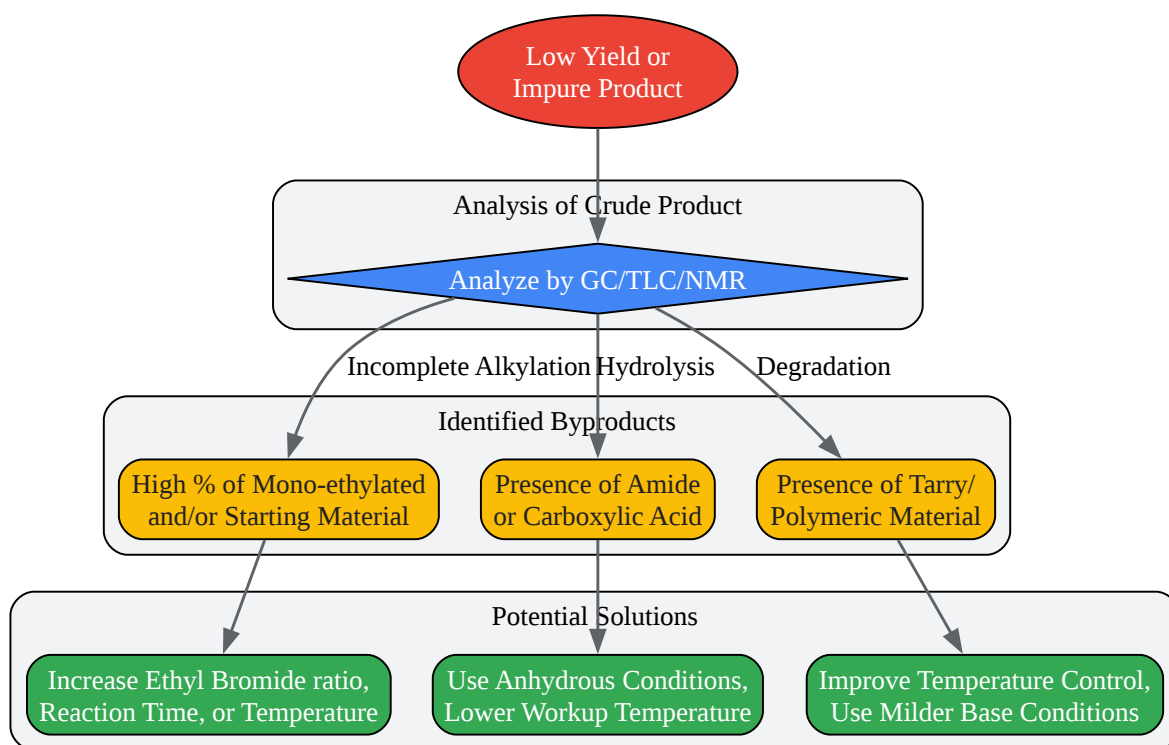 Low Yield or
Impure Product
Analysis of Crude Product
Analyze by GC/TLC/NMR
Incomplete Alkylation
Hydrolysis
Degradation
Identified Byproducts
High % of Mono-ethylated
and/or Starting Material
Presence of Amide
or Carboxylic Acid
Presence of Tarry/
Polymeric Material
Potential Solutions
Increase Ethyl Bromide ratio,
Reaction Time, or Temperature
Use Anhydrous Conditions,
Lower Workup Temperature
Improve Temperature Control,
Use Milder Base Conditions